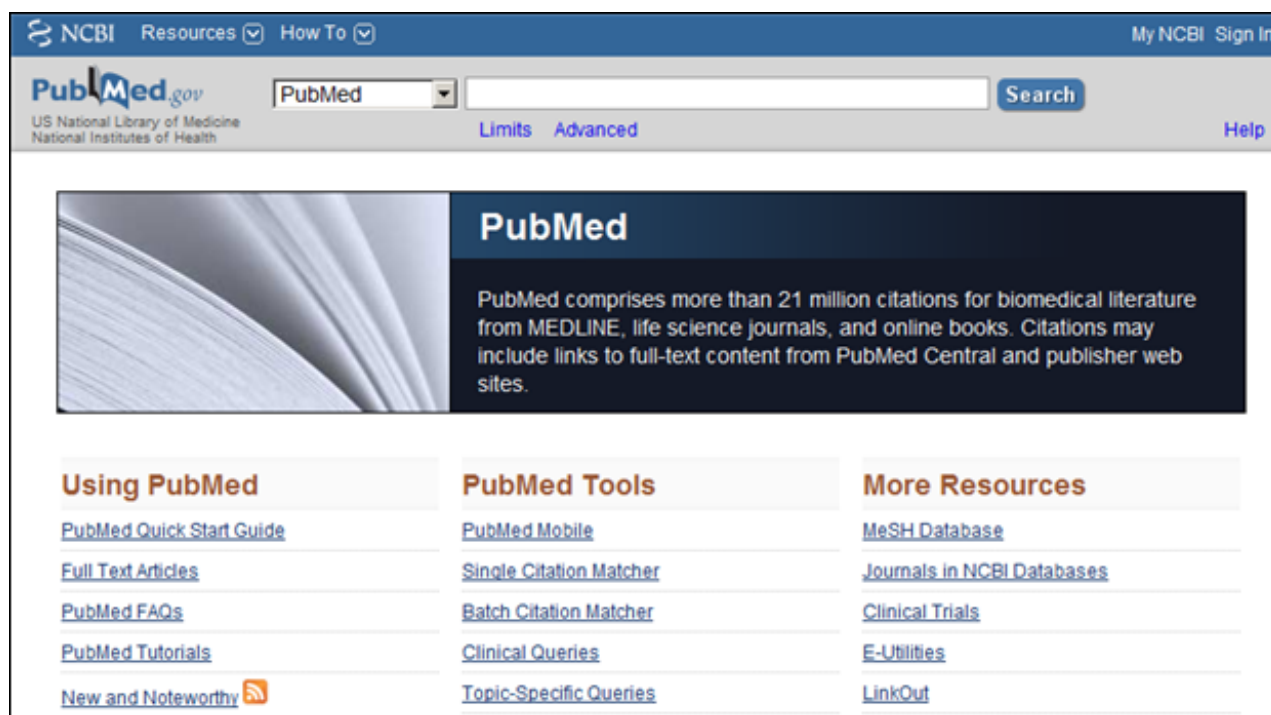 NCBI Resources How To My NCBI Sign In
PubMed.gov PubMed Search
US National Library of Medicine
National Institutes of Health
Limits Advanced Help
PubMed
PubMed comprises more than 21 million citations for biomedical literature
from MEDLINE, life science journals, and online books. Citations may
include links to full-text content from PubMed Central and publisher web
sites.
Using PubMed
PubMed Quick Start Guide
Full Text Articles
PubMed FAQs
PubMed Tutorials
New and Noteworthy
PubMed Tools
PubMed Mobile
Single Citation Matcher
Batch Citation Matcher
Clinical Queries
Topic-Specific Queries
More Resources
MeSH Database
Journals in NCBI Databases
Clinical Trials
E-Utilities
LinkOut